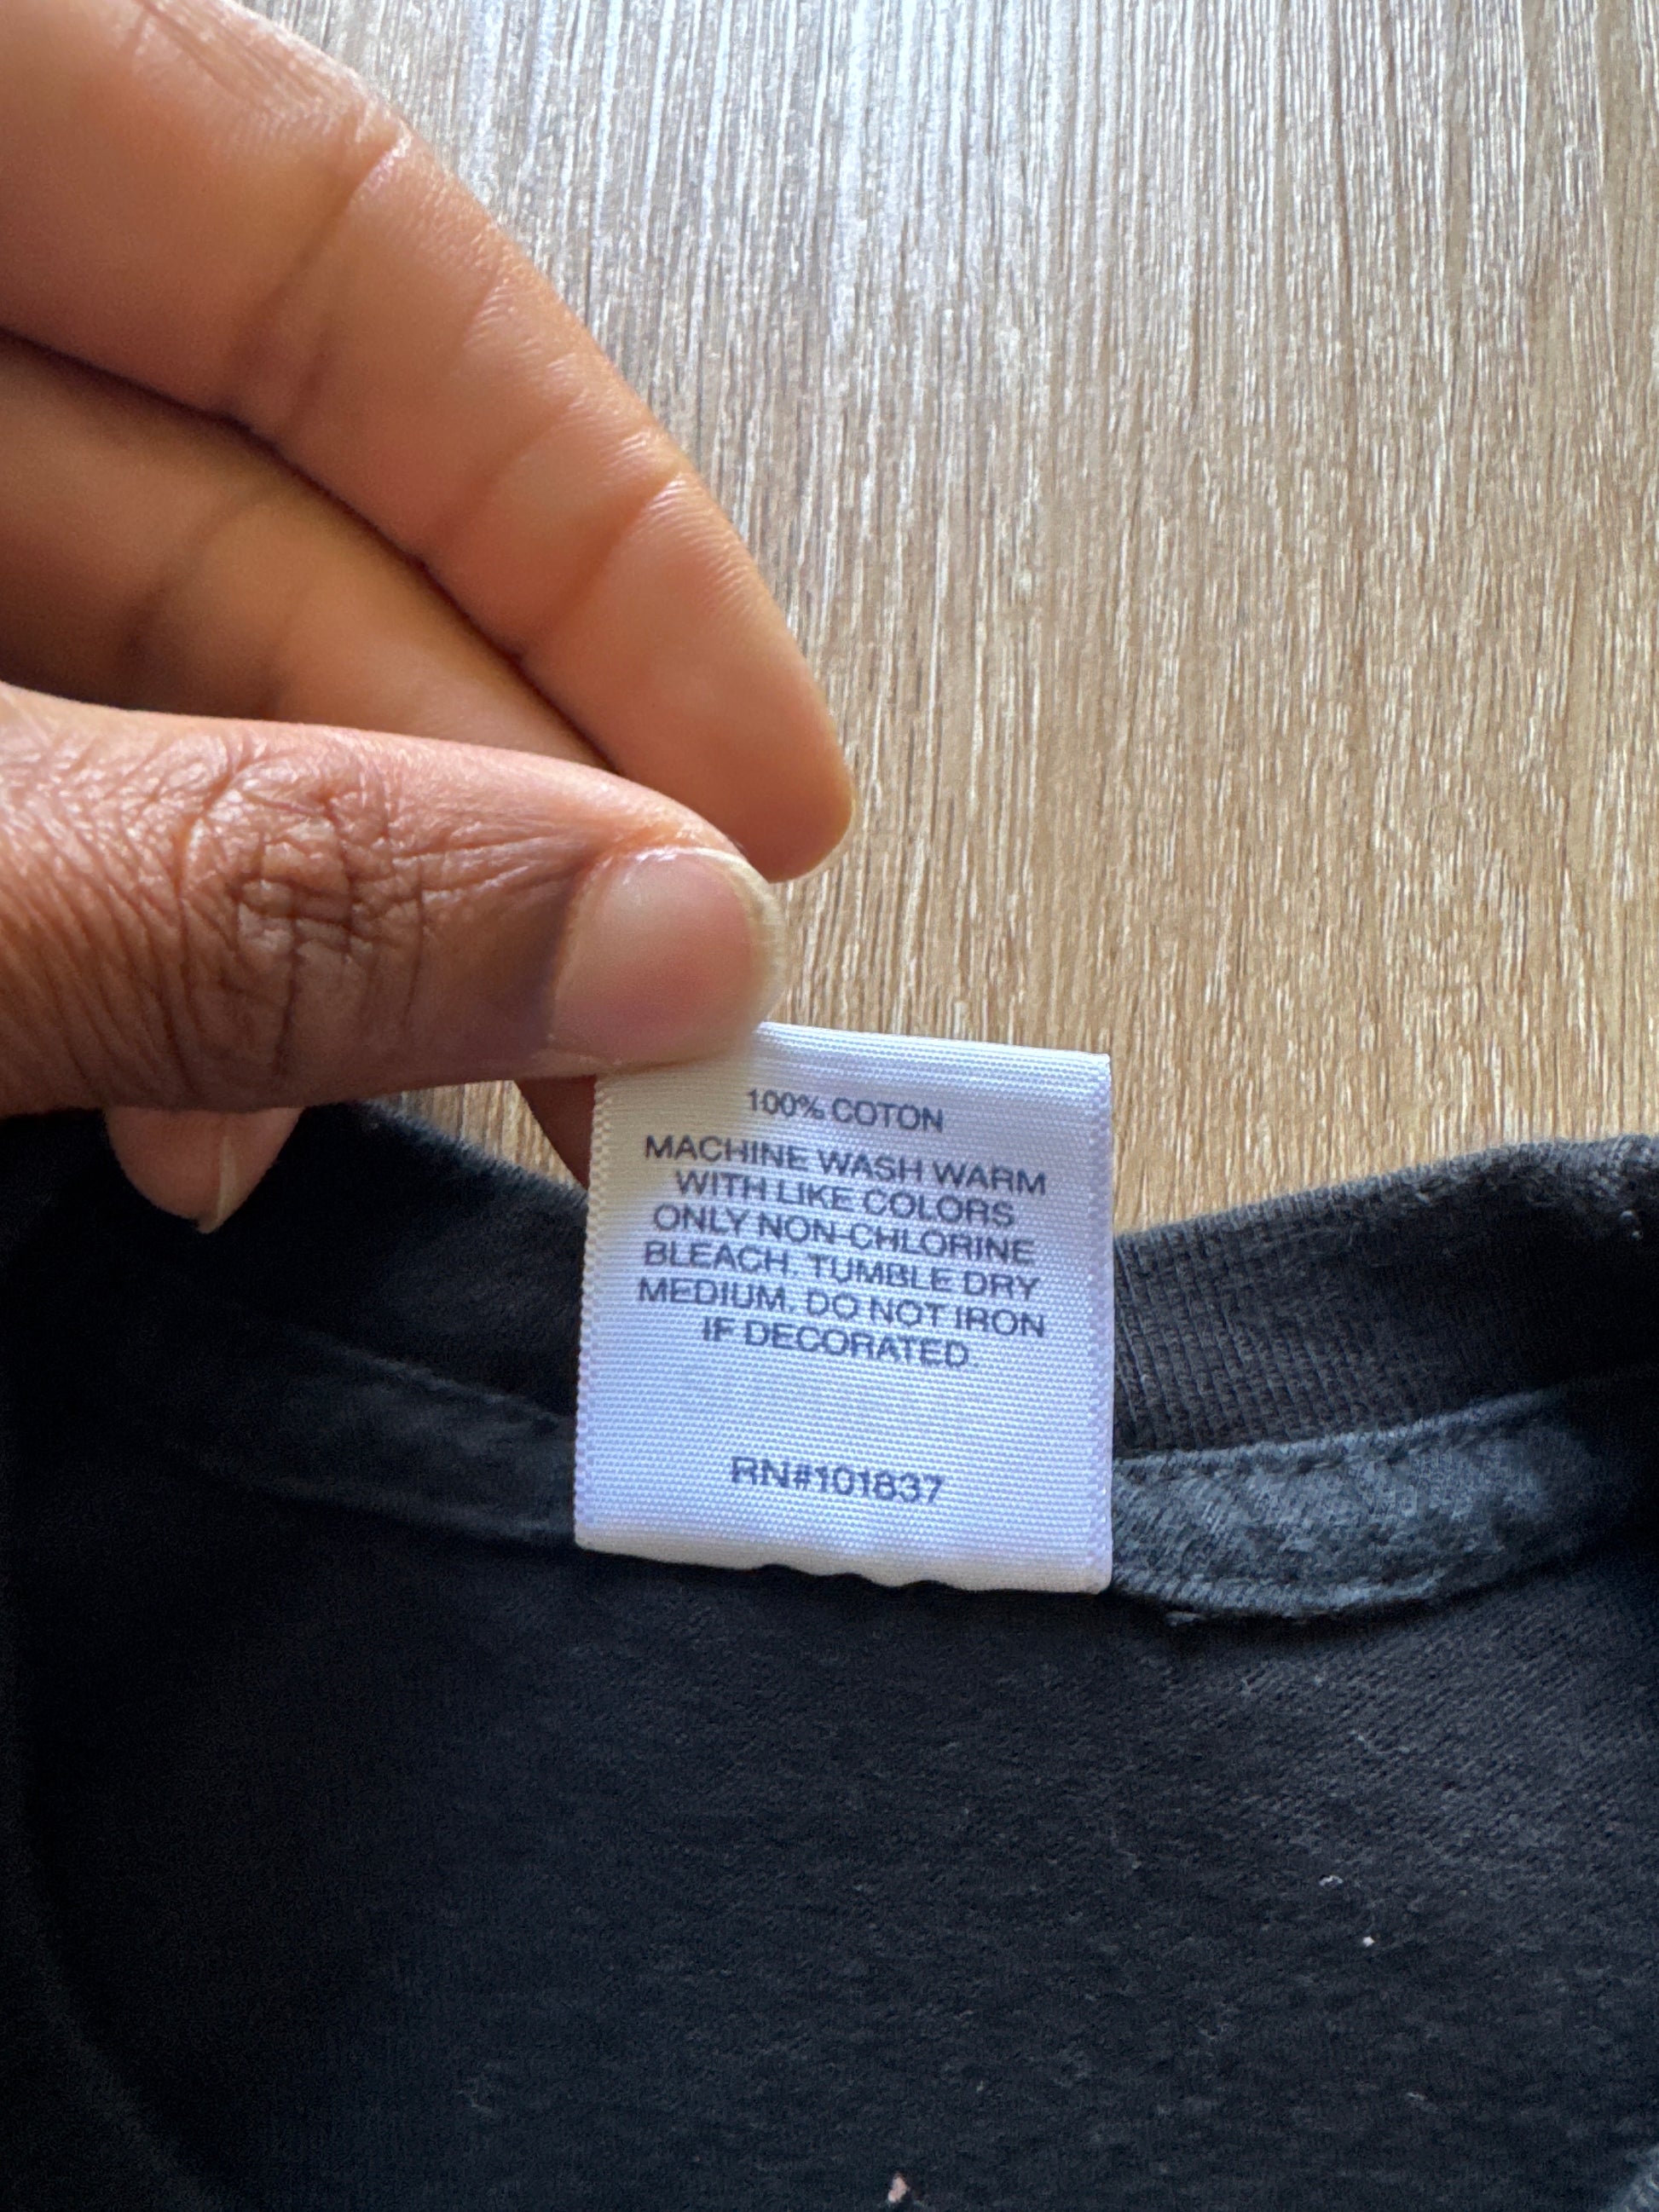 100% COTON
MACHINE WASH WARM
WITH LIKE COLORS
ONLY NON-CHLORINE
BLEACH. TUMBLE DRY
MEDIUM. DO NOT IRON
IF DECORATED.
RN#101837